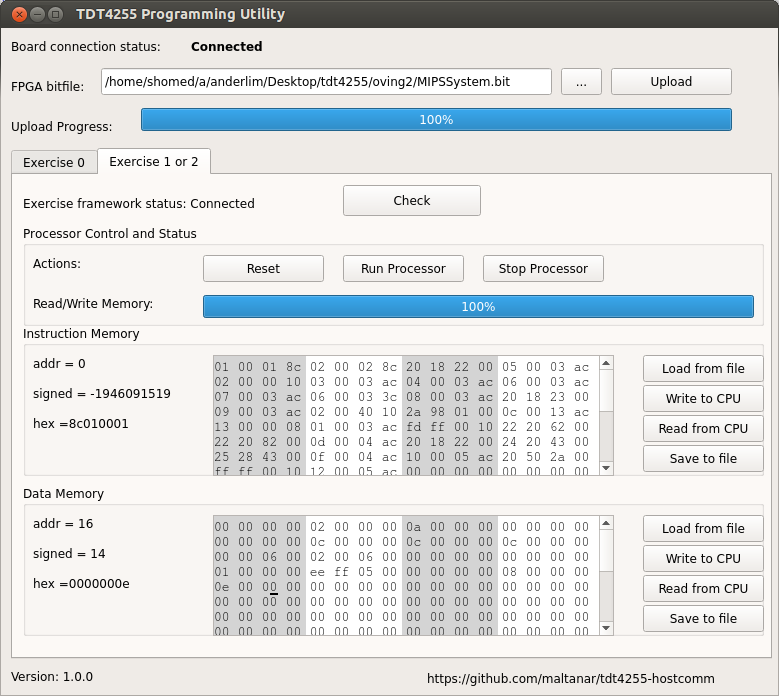 TDT4255 Programming Utility
Board connection status: Connected
FPGA bitfile: /home/shomed/a/anderlim/Desktop/tdt4255/oving2/MIPSSystem.bit ... Upload
Upload Progress: 100%
Exercise 0 Exercise 1 or 2
Exercise framework status: Connected Check
Processor Control and Status
Actions: Reset Run Processor Stop Processor
Read/Write Memory: 100%
Instruction Memory
addr = 0
signed = -1946091519
hex =8c010001
01 00 01 8c 02 00 02 8c 20 18 22 00 05 00 03 ac
02 00 00 10 03 00 03 ac 04 00 03 ac 06 00 03 ac
07 00 03 ac 06 00 03 3c 08 00 03 ac 20 18 23 00
09 00 03 ac 02 00 40 10 2a 98 01 00 0c 00 13 ac
13 00 00 08 01 00 03 ac fd ff 00 10 22 20 62 00
22 20 82 00 0d 00 04 ac 20 18 22 00 24 20 43 00
25 28 43 00 0f 00 04 ac 10 00 05 ac 20 50 2a 00
ff ff 00 10 12 00 05 ac 00 00 00 00 00 00 00 00
Load from file
Write to CPU
Read from CPU
Save to file
Data Memory
addr = 16
signed = 14
hex =0000000e
00 00 00 00 02 00 00 00 0a 00 00 00 00 00 00 00
00 00 00 00 0c 00 00 00 0c 00 00 00 0c 00 00 00
00 00 06 00 02 00 06 00 00 00 00 00 00 00 00 00
01 00 00 00 ee ff 05 00 00 00 00 00 08 00 00 00
0e 00 00 00 00 00 00 00 00 00 00 00 00 00 00 00
00 00 00 00 00 00 00 00 00 00 00 00 00 00 00 00
00 00 00 00 00 00 00 00 00 00 00 00 00 00 00 00
00 00 00 00 00 00 00 00 00 00 00 00 00 00 00 00
Load from file
Write to CPU
Read from CPU
Save to file
Version: 1.0.0 https://github.com/maltanar/tdt4255-hostcomm